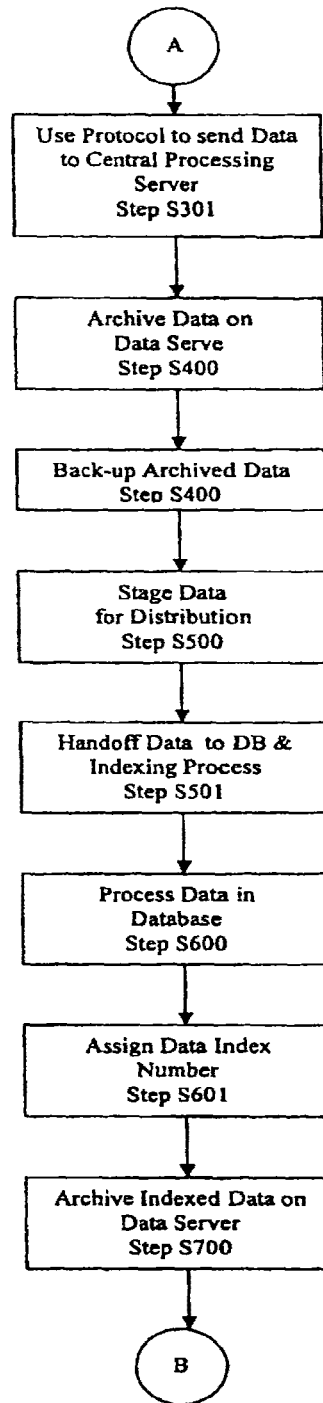 A
Use Protocol to send Data
to Central Processing
Server
Step S301
Archive Data on
Data Serve
Step S400
Back-up Archived Data
Step S400
Stage Data
for Distribution
Step S500
Handoff Data to DB &
Indexing Process
Step S501
Process Data in
Database
Step S600
Assign Data Index
Number
Step S601
Archive Indexed Data on
Data Server
Step S700
B